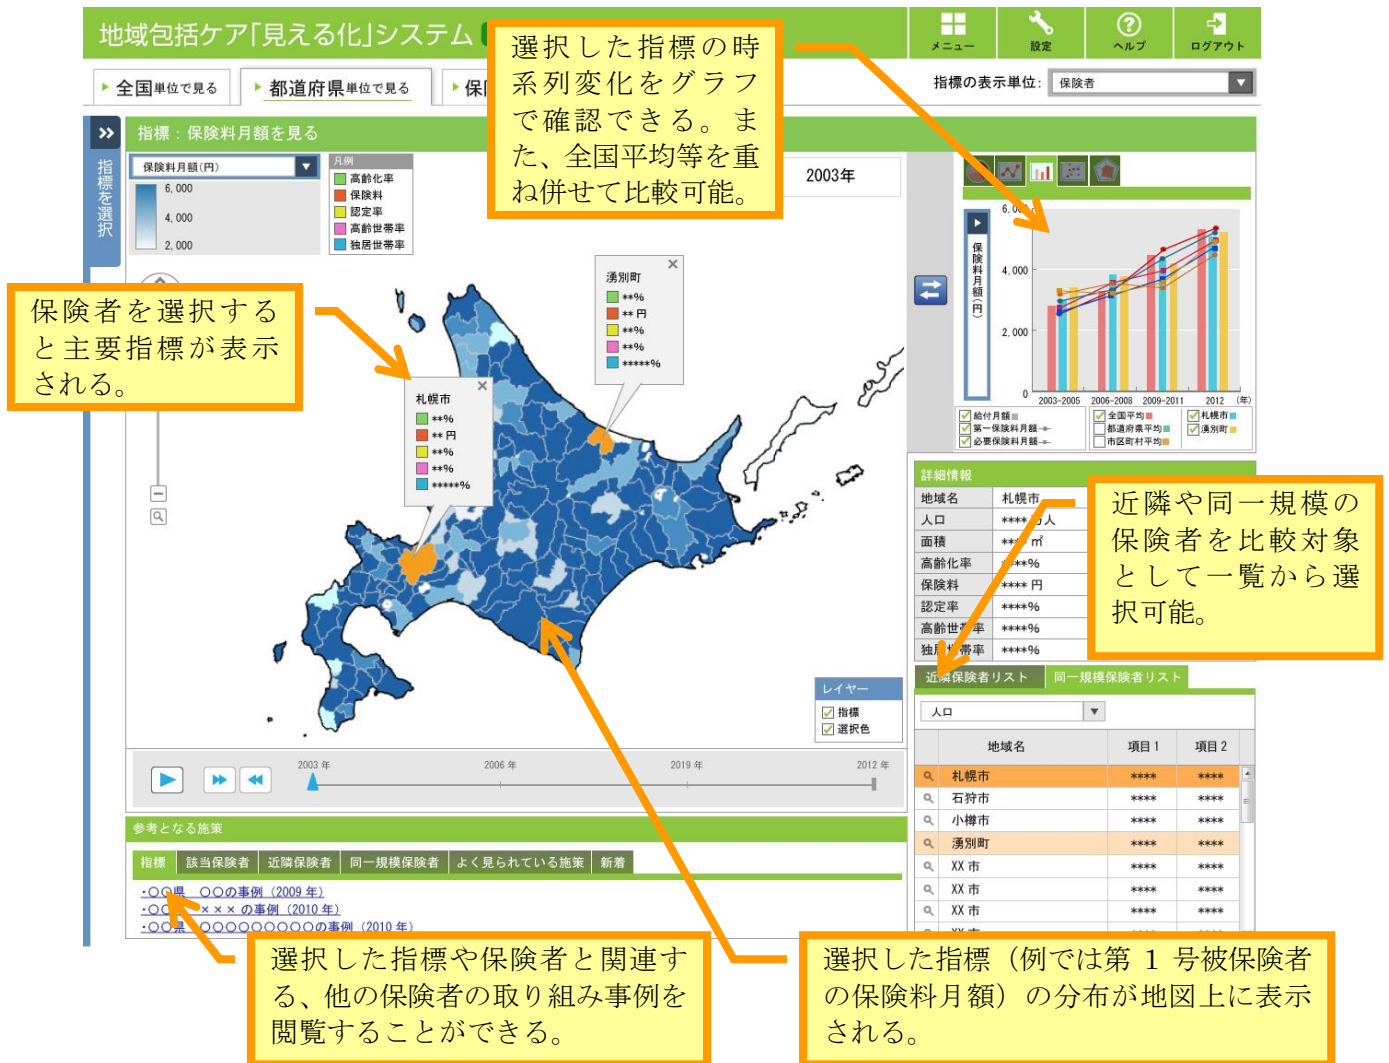 地域包括ケア「見える化」システム
メニュー
設定
ヘルプ
ログアウト
選択した指標の時
系列変化をグラフ
で確認できる。ま
た、全国平均等を重
ね併せて比較可能。
全国単位で見る
都道府県単位で見る
指標の表示単位:
保険者
指標を選択
指標：保険料月額を見る
保険料月額(円)
6,000
4,000
2,000
凡例
高齢化率
保険料
認定率
高齢世帯率
独居世帯率
2003年
保険者を選択する
と主要指標が表示
される。
湧別町
**%
** 円
**%
**%
*****%
札幌市
**%
** 円
**%
**%
*****%
保険料月額(円)
4,000
2,000
0
2003-2005
2006-2008
2009-2011
2012
(年)
給付月額
第一保険料月額
必要保険料月額
全国平均
都道府県平均
市区町村平均
札幌市
湧別町
詳細情報
地域名 札幌市
人口
面積
高齢化率
保険料 **** 円
認定率 ****%
高齢世帯率 ****%
****%
近隣や同一規模の
保険者を比較対象
として一覧から選
択可能。
近隣保険者リスト
同一規模保険者リスト
人口
地域名 項目1 項目2
札幌市 **** ****
石狩市 **** ****
小樽市 **** ****
湧別町 **** ****
XX 市 **** ****
XX 市 **** ****
XX 市 **** ****
レイヤー
指標
選択色
2003 年
2006 年
2019 年
2012 年
参考となる施策
指標
該当保険者
近隣保険者
同一規模保険者
よく見られている施策
新着
・○○県 ○○の事例（2009 年）
××× の事例（2010 年）
・○○県 ○○○○○○○○○の事例（2010 年）
選択した指標や保険者と関連す
る、他の保険者の取り組み事例を
閲覧することができる。
選択した指標（例では第 1 号被保険者
の保険料月額）の分布が地図上に表示
される。